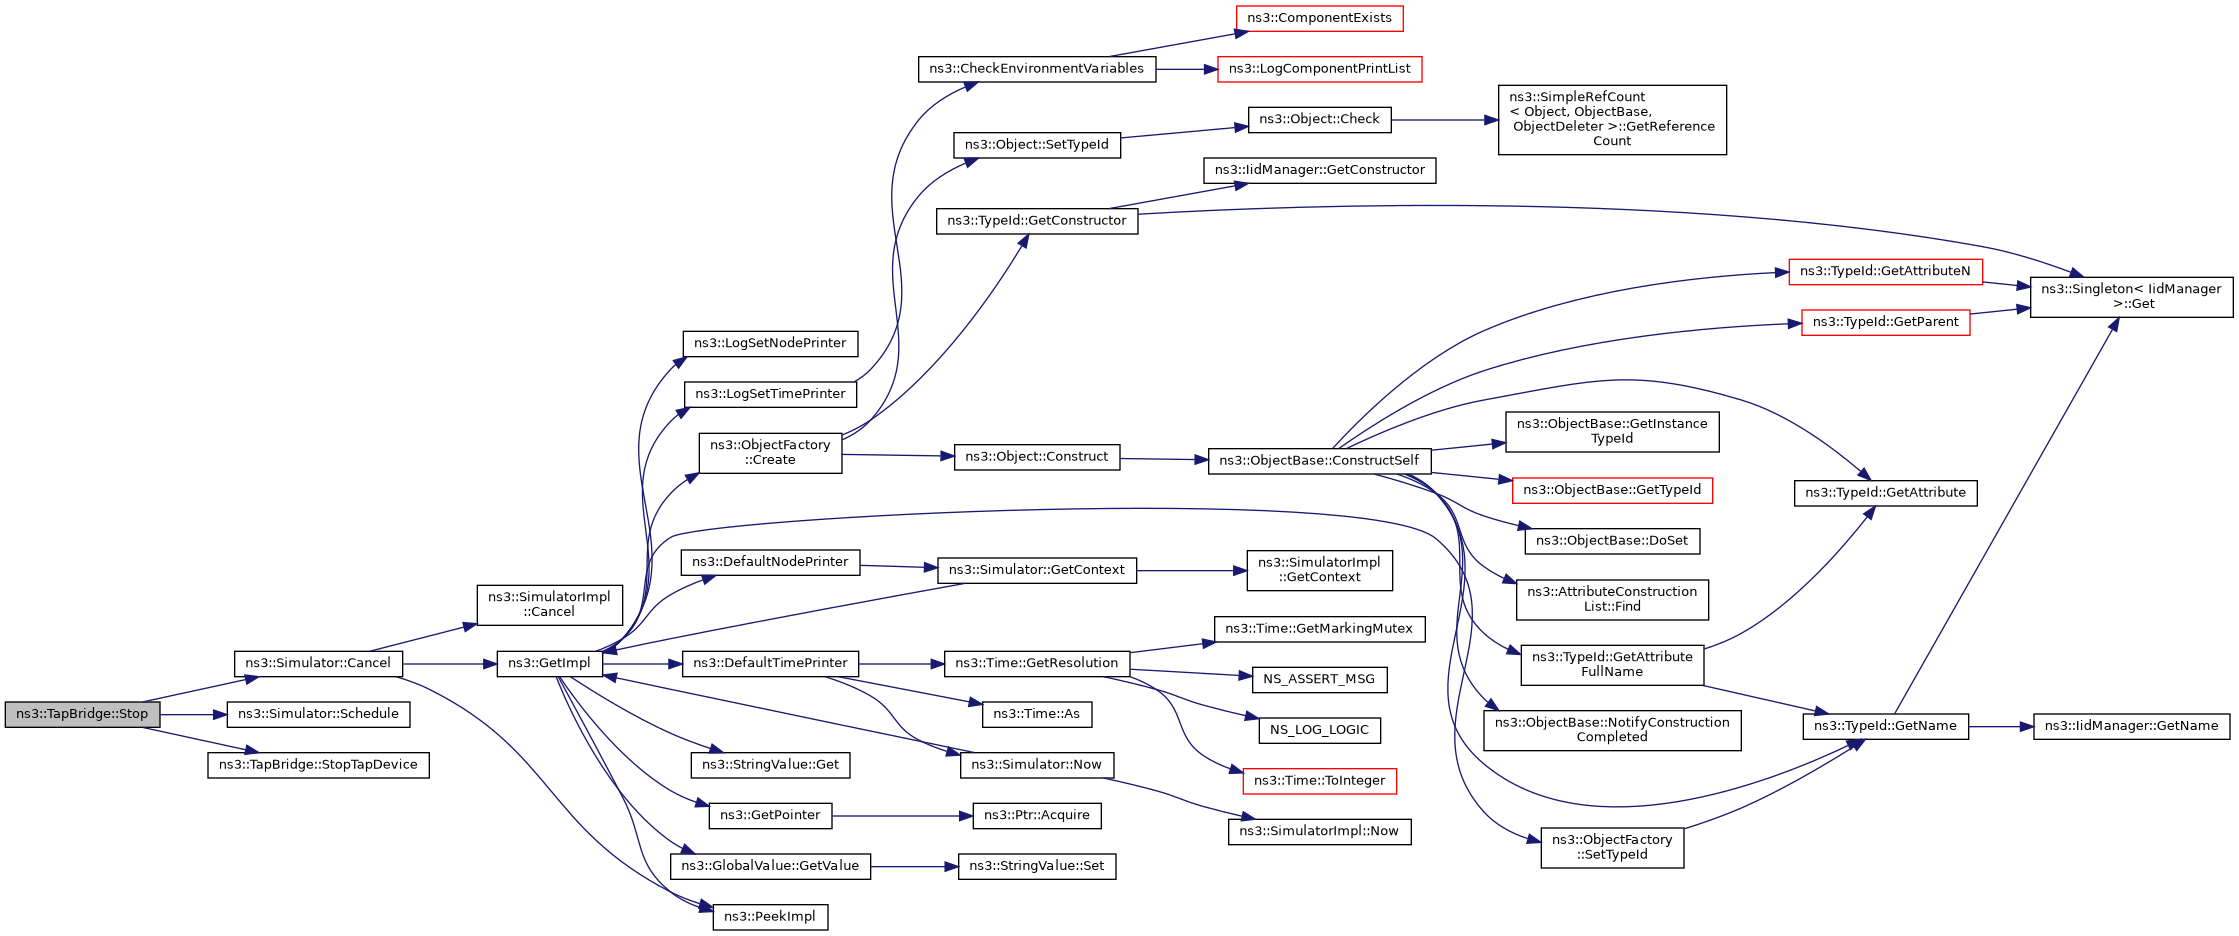 ns3::ComponentExists
ns3::CheckEnvironmentVariables
ns3::LogComponentPrintList
ns3::SimpleRefCount
< Object, ObjectBase,
ObjectDeleter >::GetReference
Count
ns3::Object::Check
ns3::Object::SetTypeId
ns3::IidManager::GetConstructor
ns3::TypeId::GetConstructor
ns3::TypeId::GetAttributeN
ns3::Singleton< IidManager
>::Get
ns3::TypeId::GetParent
ns3::LogSetNodePrinter
ns3::LogSetTimePrinter
ns3::ObjectFactory
::Create
ns3::Object::Construct
ns3::ObjectBase::ConstructSelf
ns3::ObjectBase::GetInstance
TypeId
ns3::ObjectBase::GetTypeId
ns3::TypeId::GetAttribute
ns3::ObjectBase::DoSet
ns3::DefaultNodePrinter
ns3::Simulator::GetContext
ns3::SimulatorImpl
::GetContext
ns3::SimulatorImpl
::Cancel
ns3::AttributeConstruction
List::Find
ns3::Time::GetMarkingMutex
ns3::Simulator::Cancel
ns3::GetImpl
ns3::DefaultTimePrinter
ns3::Time::GetResolution
ns3::TypeId::GetAttribute
FullName
NS_ASSERT_MSG
ns3::TapBridge::Stop
ns3::Simulator::Schedule
ns3::Time::As
NS_LOG_LOGIC
ns3::ObjectBase::NotifyConstruction
Completed
ns3::TypeId::GetName
ns3::IidManager::GetName
ns3::TapBridge::StopTapDevice
ns3::StringValue::Get
ns3::Simulator::Now
ns3::Time::ToInteger
ns3::GetPointer
ns3::Ptr::Acquire
ns3::SimulatorImpl::Now
ns3::ObjectFactory
::SetTypeId
ns3::GlobalValue::GetValue
ns3::StringValue::Set
ns3::PeekImpl